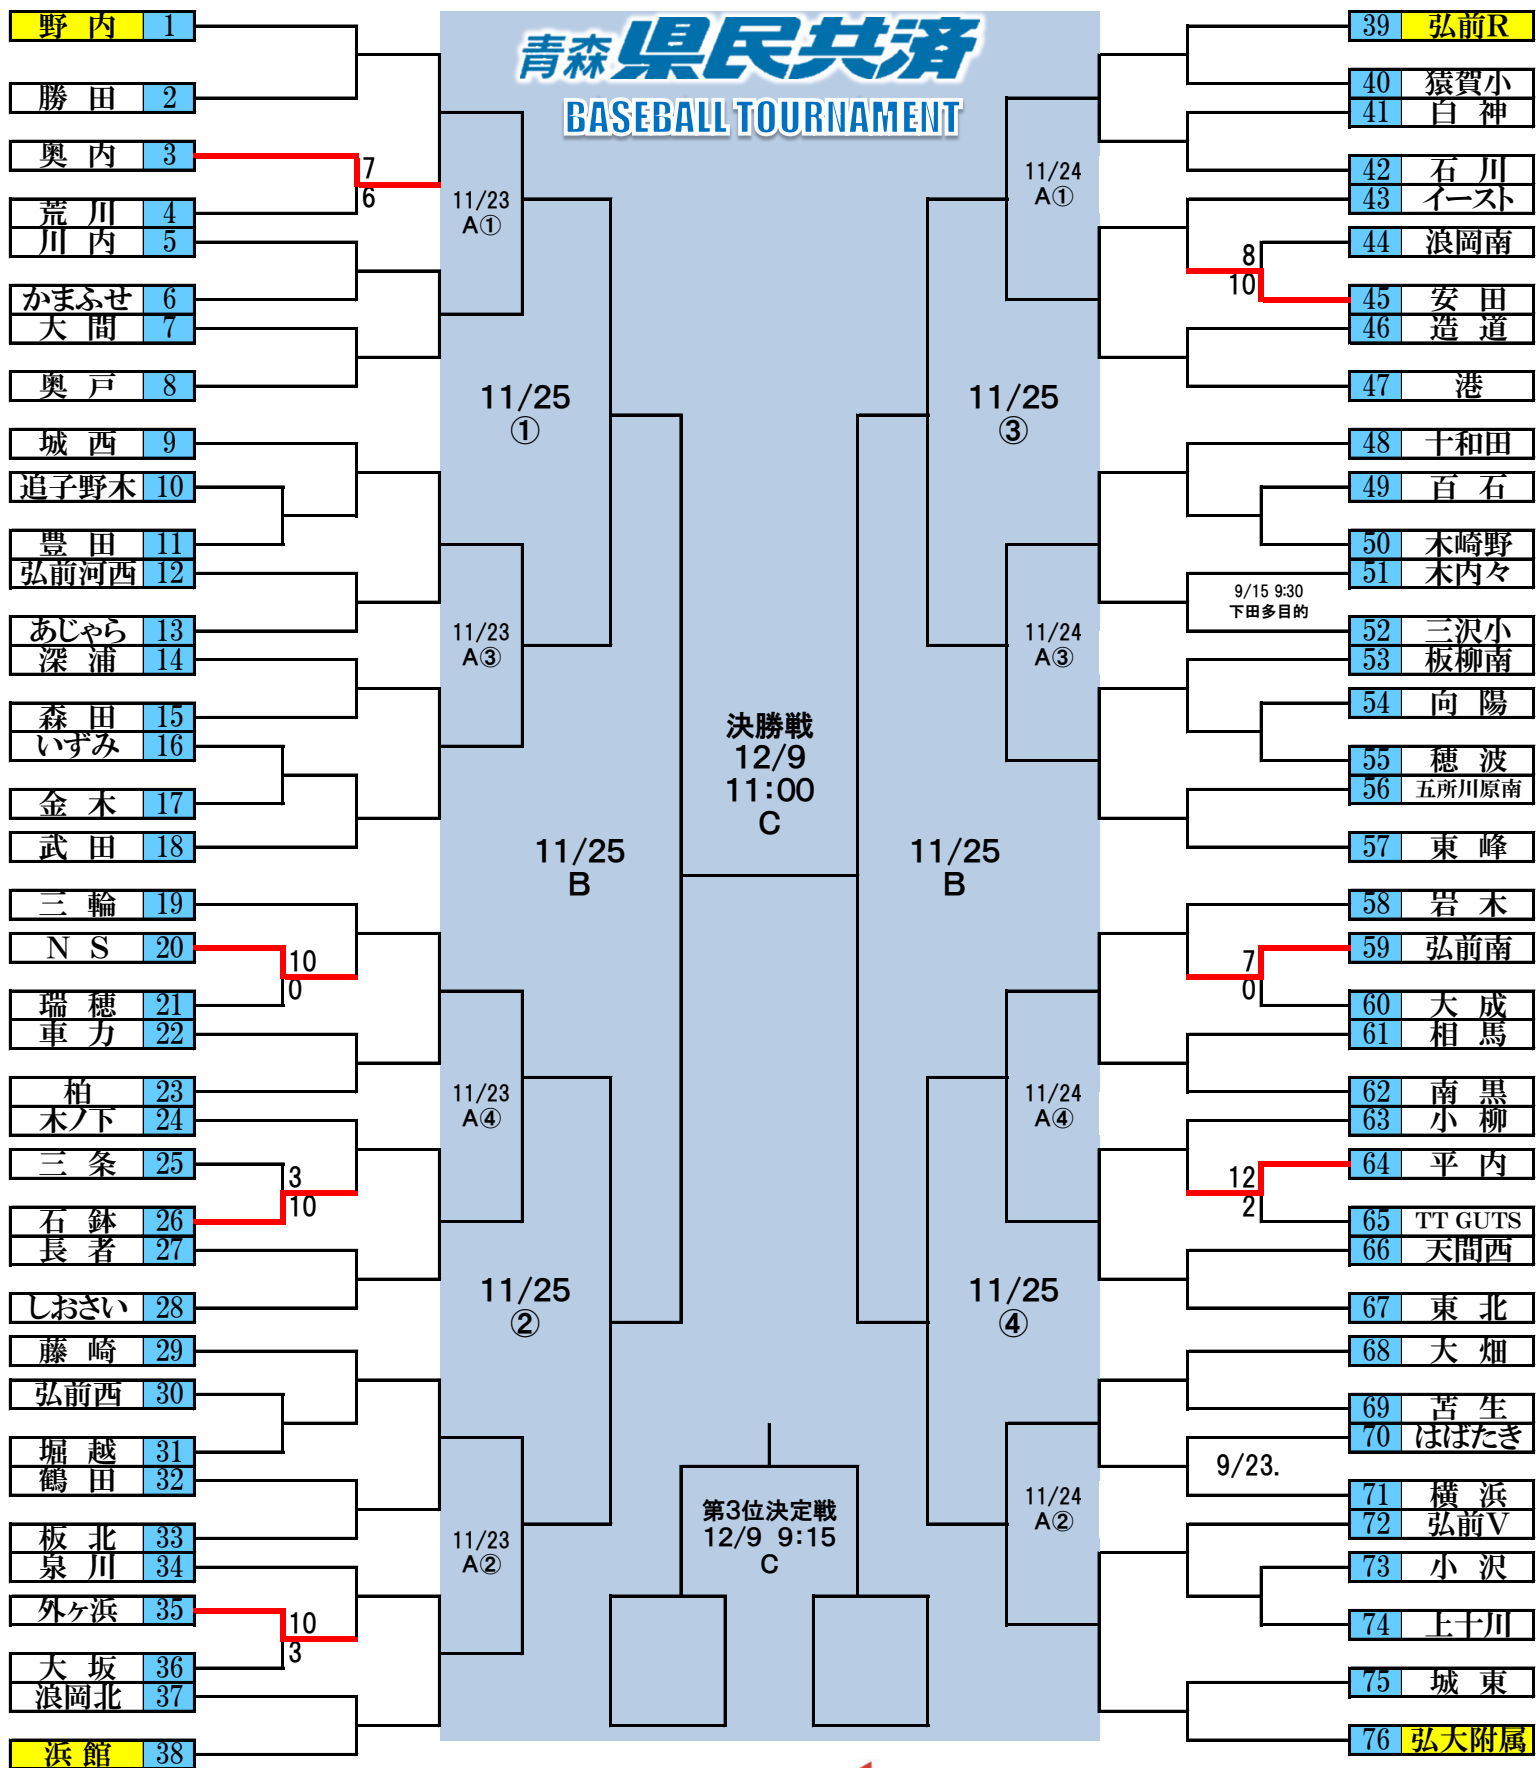 青森 県民共済
BASEBALL TOURNAMENT
野 内 1
勝 田 2
奥 内 3
7
6
荒 川 4
川 内 5
かまふせ 6
大 間 7
奥 戸 8
城 西 9
追子野木 10
豊 田 11
弘前河西 12
あじゃら 13
深 浦 14
森 田 15
いずみ 16
金 木 17
武 田 18
三 輪 19
N S 20
10
0
瑞 穂 21
車 力 22
柏 23
木ノ下 24
三 条 25
3
10
石 鉢 26
長 者 27
しおさい 28
藤 崎 29
弘前西 30
堀 越 31
鶴 田 32
板 北 33
泉 川 34
外ヶ浜 35
10
3
大 坂 36
浪岡北 37
浜 館 38
11/23
A①
11/25
①
11/23
A③
11/25
B
11/23
A④
11/25
②
11/23
A②
決勝戦
12/9
11:00
C
第3位決定戦
12/9 9:15
C
11/24
A①
11/25
③
11/24
A③
11/25
B
11/24
A④
11/25
④
11/24
A②
39 弘前R
40 猿賀小
41 白 神
42 石 川
43 イースト
44 浪岡南
8
10
45 安 田
46 造 道
47 港
48 十和田
49 百 石
50 木崎野
51 木内々
9/15 9:30
下田多目的
52 三沢小
53 板柳南
54 向 陽
55 穂 波
56 五所川原南
57 東 峰
58 岩 木
59 弘前南
7
0
60 大 成
61 相 馬
62 南 黒
63 小 柳
64 平 内
12
2
65 TT GUTS
66 天間西
67 東 北
68 大 畑
69 苫 生
70 はばたき
9/23.
71 横 浜
72 弘前V
73 小 沢
74 上十川
75 城 東
76 弘大附属